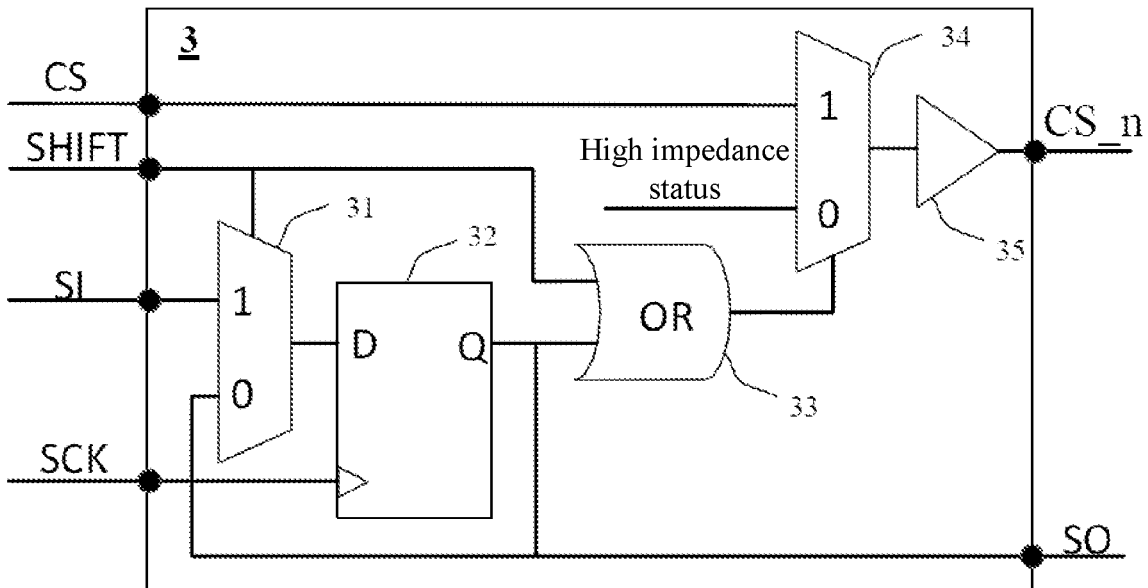 3
34
CS
1
CS_n
SHIFT
High impedance
status
31
0
32
35
SI
1
OR
D
Q
0
33
SCK
SO